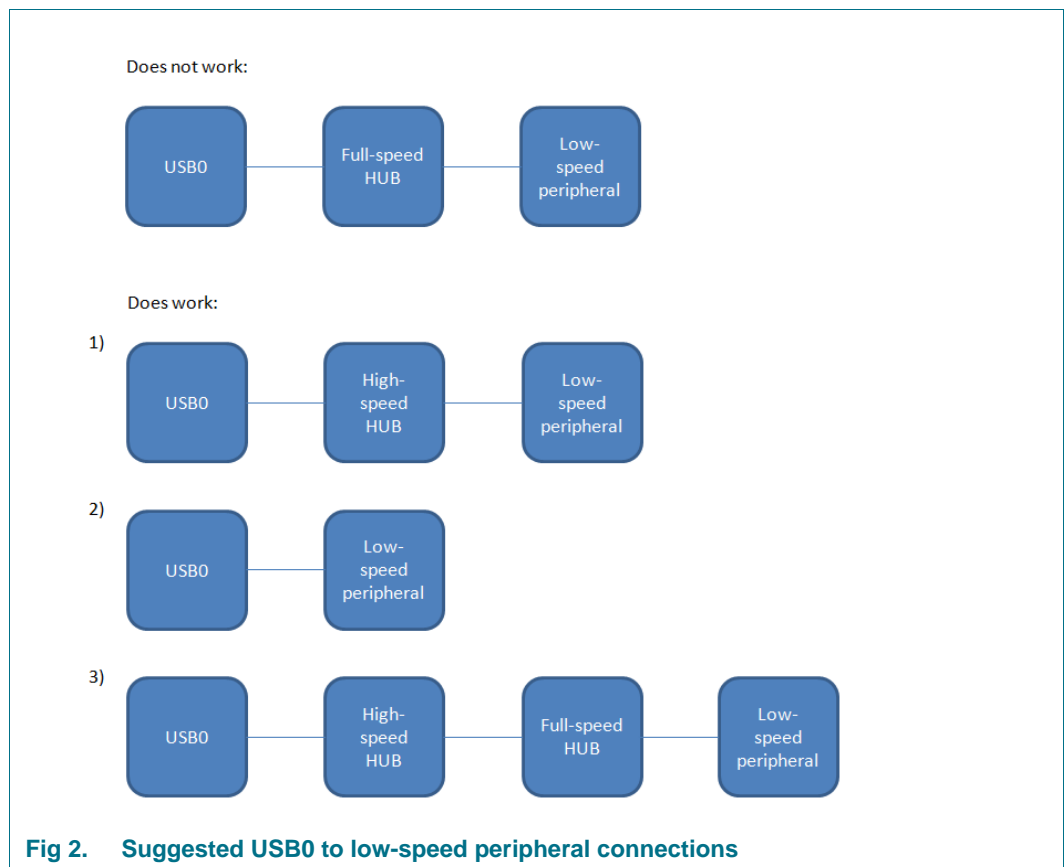 Does not work:
USB0
Full-speed
HUB
Low-
speed
peripheral
Does work:
1)
USB0
High-
speed
HUB
Low-
speed
peripheral
2)
USB0
Low-
speed
peripheral
3)
USB0
High-
speed
HUB
Full-speed
HUB
Low-
speed
peripheral
Fig 2. Suggested USB0 to low-speed peripheral connections